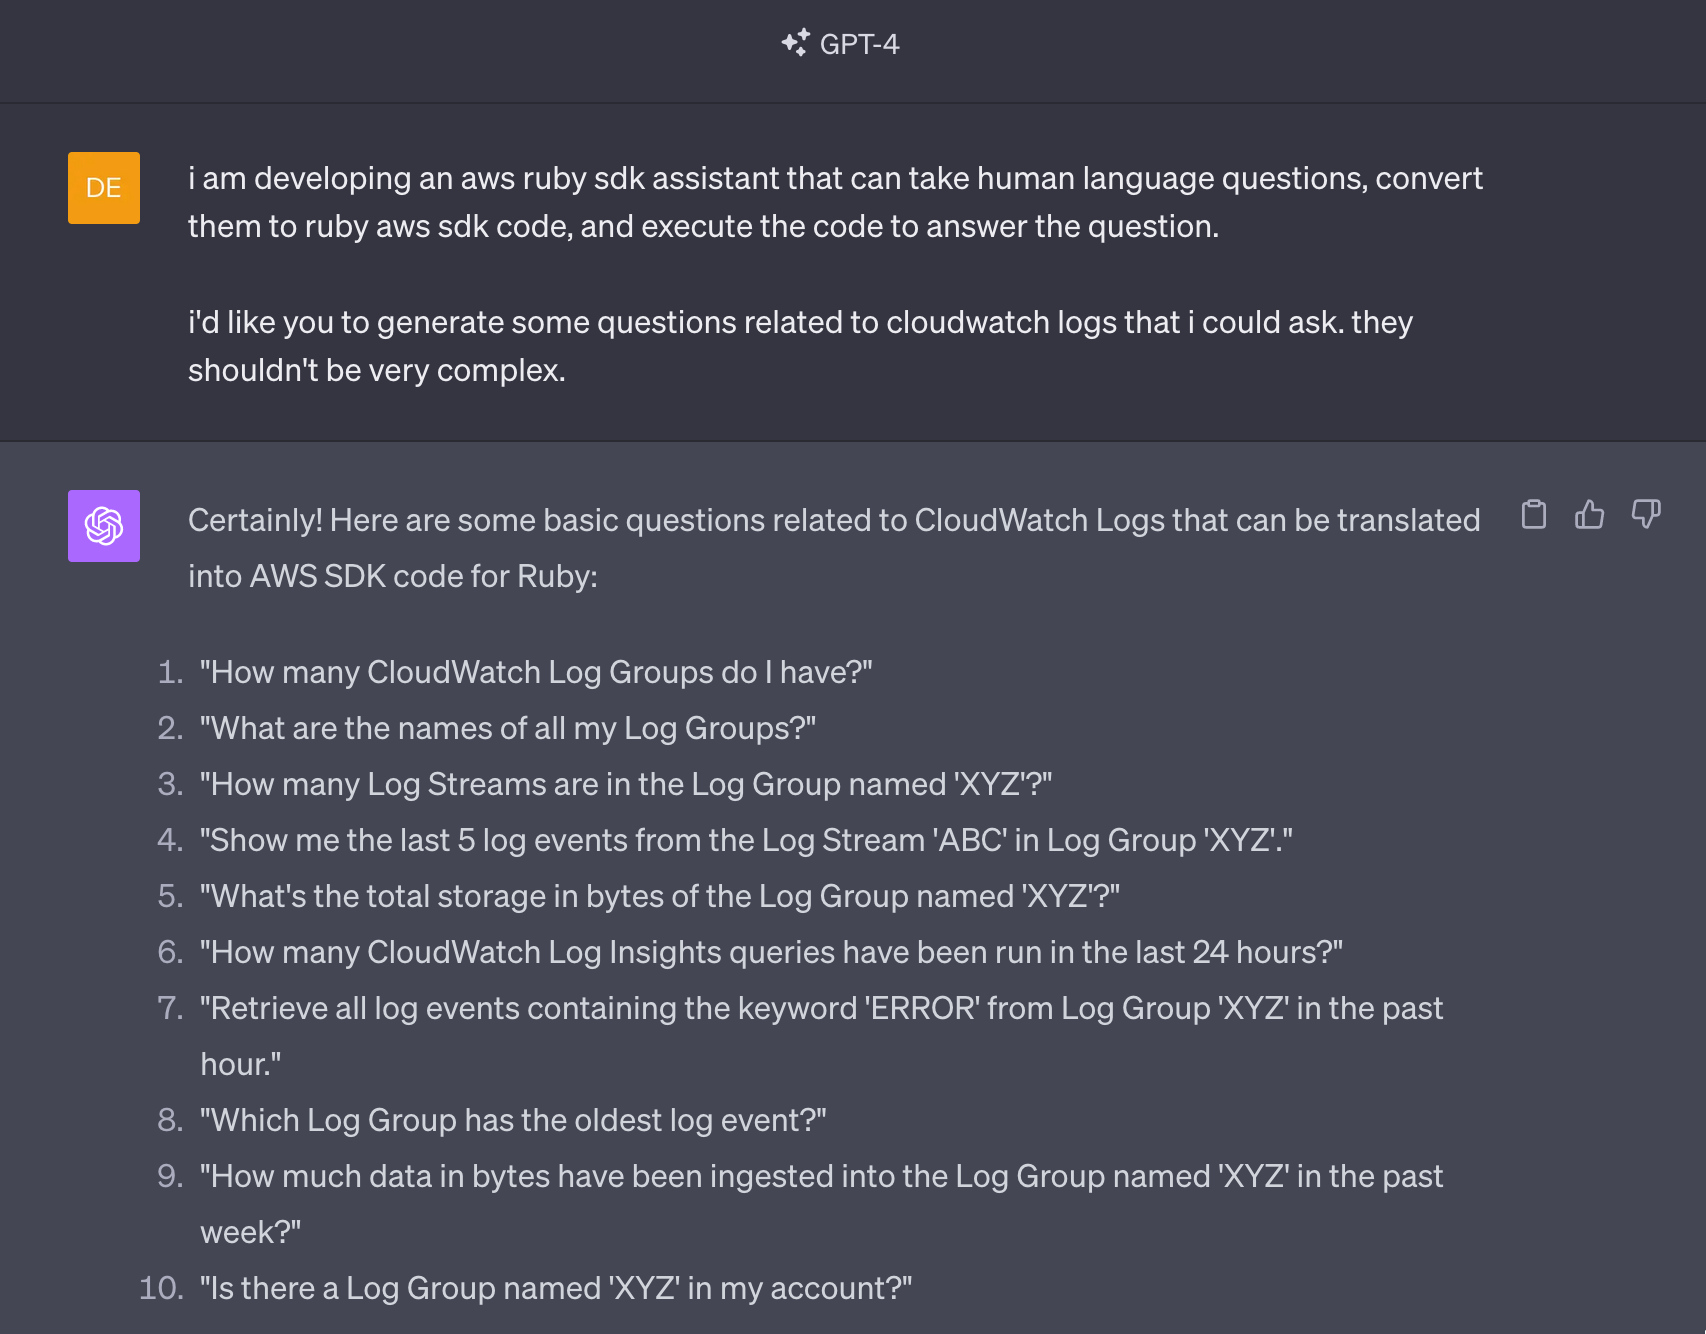 GPT-4
DE
i am developing an aws ruby sdk assistant that can take human language questions, convert
them to ruby aws sdk code, and execute the code to answer the question.
i'd like you to generate some questions related to cloudwatch logs that i could ask. they
shouldn't be very complex.
Certainly! Here are some basic questions related to CloudWatch Logs that can be translated
into AWS SDK code for Ruby:
1. "How many CloudWatch Log Groups do I have?"
2. "What are the names of all my Log Groups?"
3. "How many Log Streams are in the Log Group named 'XYZ'?"
4. "Show me the last 5 log events from the Log Stream 'ABC' in Log Group 'XYZ'."
5. "What's the total storage in bytes of the Log Group named 'XYZ'?"
6. "How many CloudWatch Log Insights queries have been run in the last 24 hours?"
7. "Retrieve all log events containing the keyword 'ERROR' from Log Group 'XYZ' in the past
hour."
8. "Which Log Group has the oldest log event?"
9. "How much data in bytes have been ingested into the Log Group named 'XYZ' in the past
week?"
10. "Is there a Log Group named 'XYZ' in my account?"